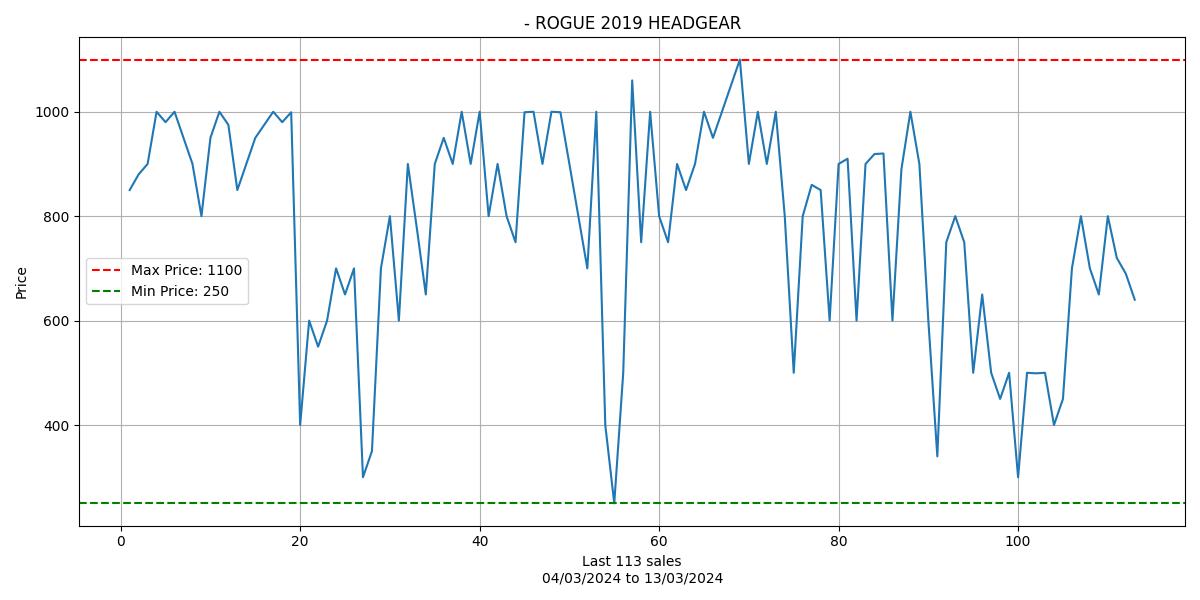 - ROGUE 2019 HEADGEAR
Price
1000
800
600
400
Max Price: 1100
Min Price: 250
0 20 40 60 80 100
Last 113 sales
04/03/2024 to 13/03/2024